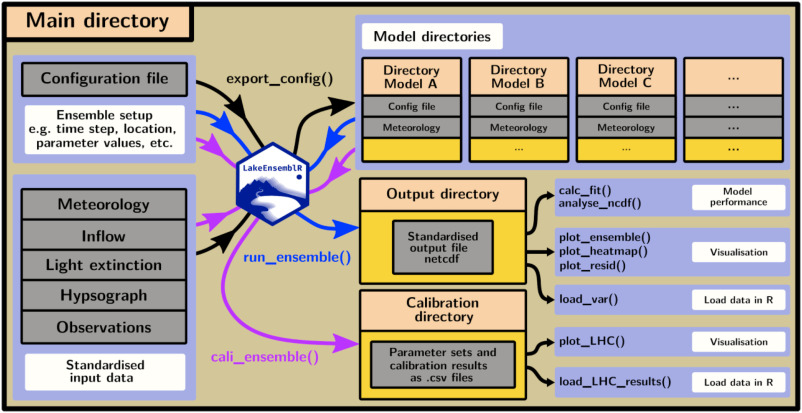 Main directory
Configuration file
Ensemble setup
e.g. time step, location,
parameter values, etc.
Meteorology
Inflow
Light extinction
Hypsograph
Observations
Standardised
input data
export_config()
LakeEnsemblR
run_ensemble()
cali_ensemble()
Model directories
Directory
Model A
Config file
Meteorology
...
Directory
Model B
Config file
Meteorology
...
Directory
Model C
Config file
Meteorology
...
...
...
...
...
Output directory
Standardised
output file
netcdf
calc_fit()
analyse_ncdf()
Model
performance
plot_ensemble()
plot_heatmap()
plot_resid()
Visualisation
load_var()
Load data in R
Calibration
directory
Parameter sets and
calibration results
as .csv files
plot_LHC()
Visualisation
load_LHC_results()
Load data in R